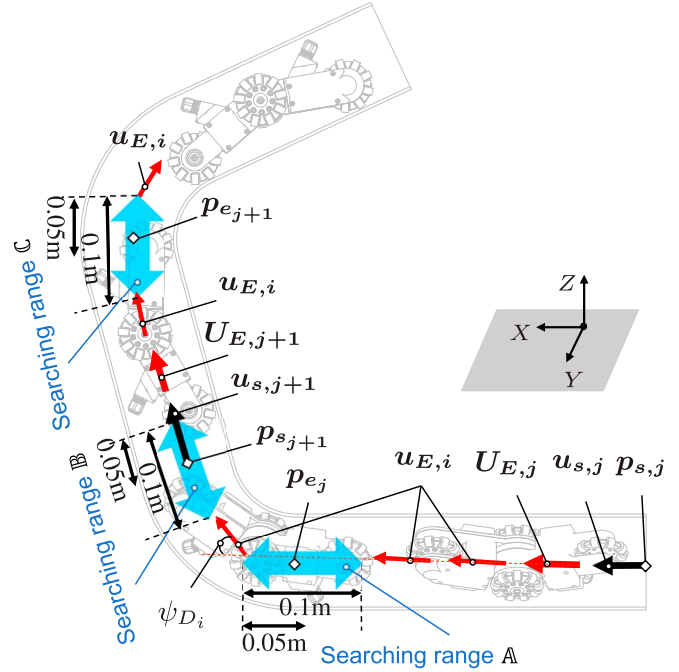 u_{E,i}
p_{e_{j+1}}
0.05m
0.1m
Searching range ℂ
u_{E,i}
U_{E,j+1}
u_{s,j+1}
p_{s_{j+1}}
Z
X
Y
0.05m
0.1m
Searching range 𝔹
p_{e_j}
u_{E,i}
U_{E,j}
u_{s,j}
p_{s,j}
ψ_{D_i}
0.1m
0.05m
Searching range 𝔸